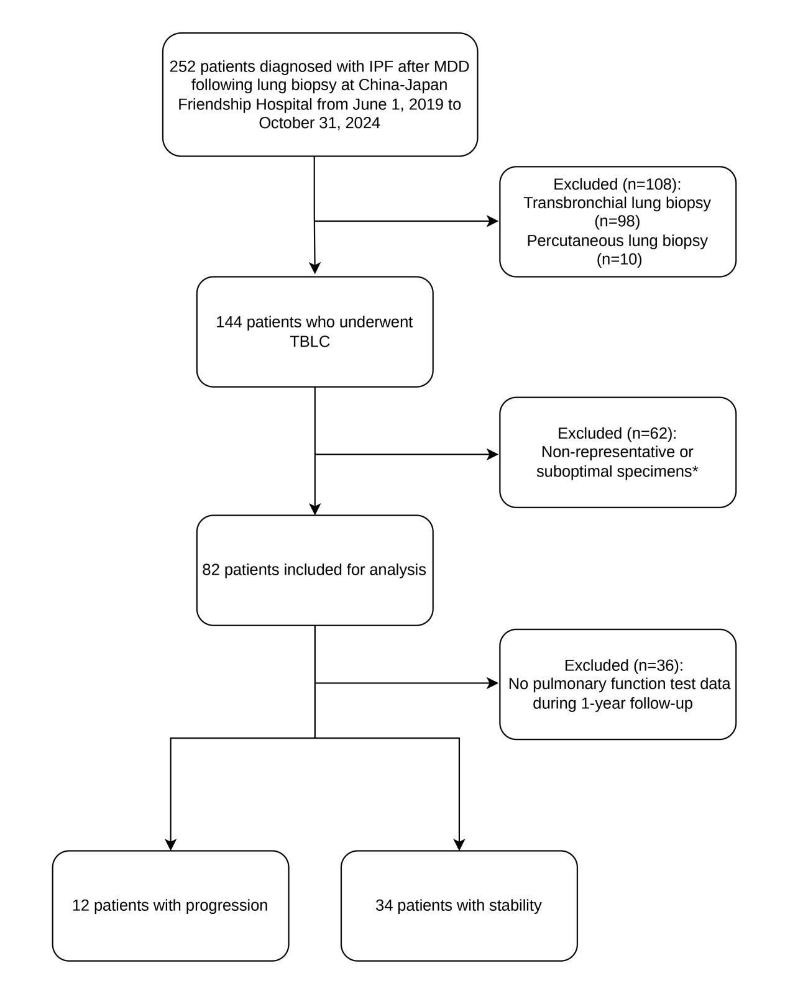 252 patients diagnosed with IPF after MDD
following lung biopsy at China-Japan
Friendship Hospital from June 1, 2019 to
October 31, 2024
Excluded (n=108):
Transbronchial lung biopsy
(n=98)
Percutaneous lung biopsy
(n=10)
144 patients who underwent
TBLC
Excluded (n=62):
Non-representative or
suboptimal specimens*
82 patients included for analysis
Excluded (n=36):
No pulmonary function test data
during 1-year follow-up
12 patients with progression
34 patients with stability